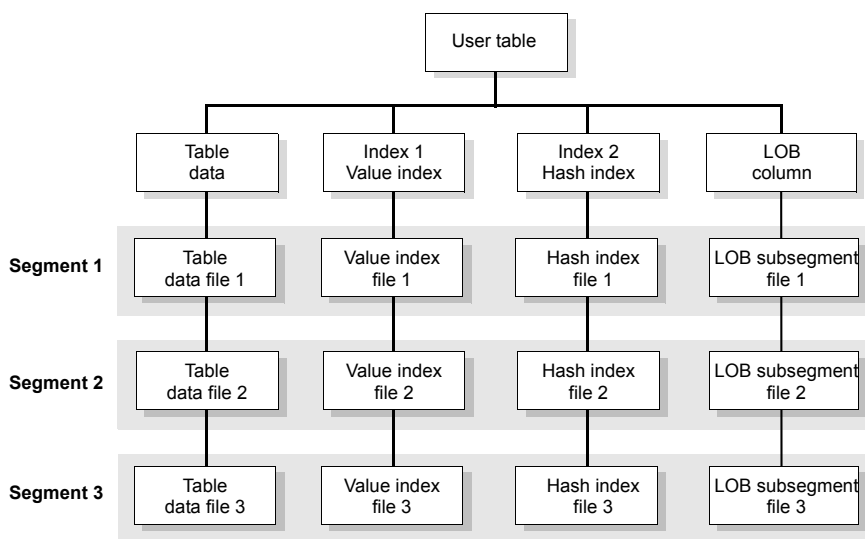 User table
Table
data
Index 1
Value index
Index 2
Hash index
LOB
column
Segment 1
Table
data file 1
Value index
file 1
Hash index
file 1
LOB subsegment
file 1
Segment 2
Table
data file 2
Value index
file 2
Hash index
file 2
LOB subsegment
file 2
Segment 3
Table
data file 3
Value index
file 3
Hash index
file 3
LOB subsegment
file 3